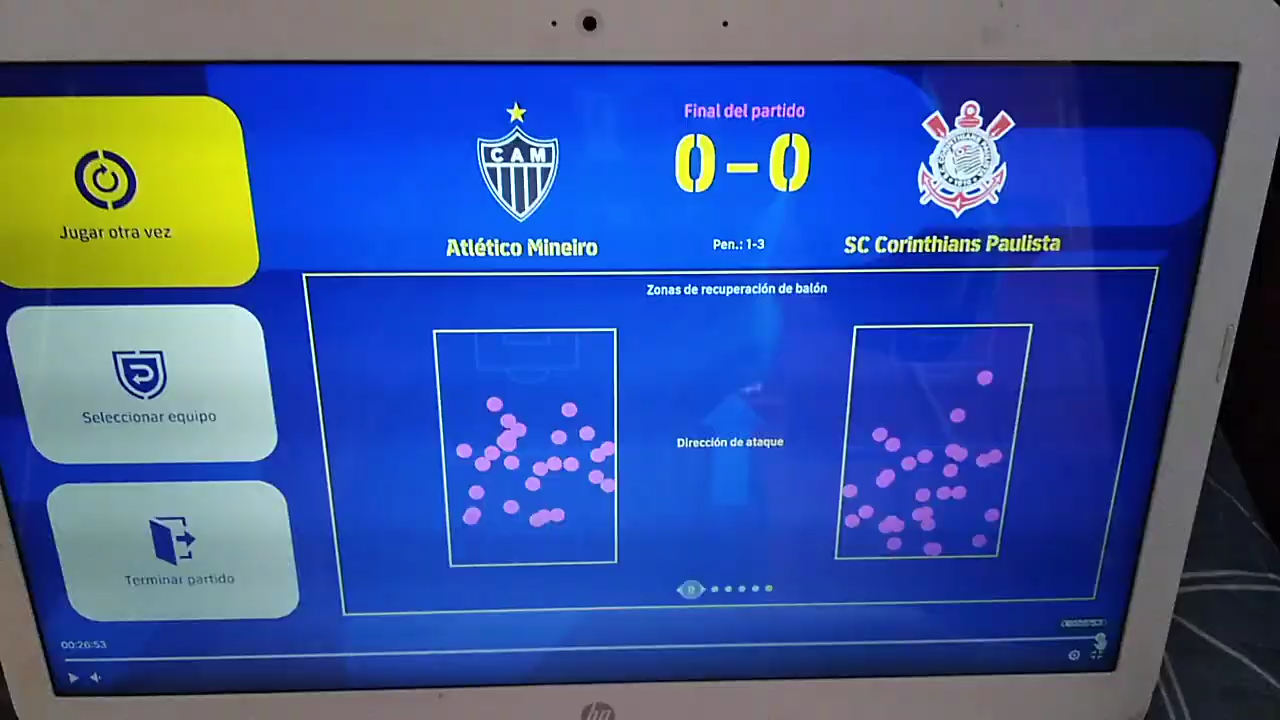 Jugar otra vez
Seleccionar equipo
Terminar partido
CAM
Final del partido
0-0
Atlético Mineiro
Pen.: 1-3
SC Corinthians Paulista
Zonas de recuperación de balón
Dirección de ataque
00:26:53
hp